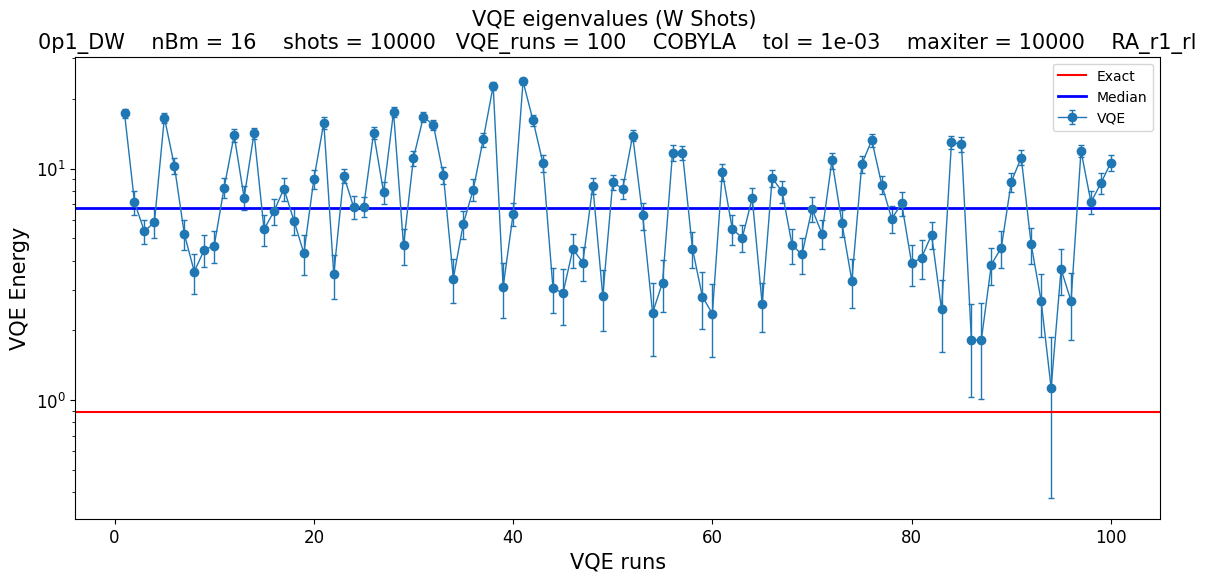 VQE eigenvalues (W Shots)
0p1_DW nBm = 16 shots = 10000 VQE_runs = 100 COBYLA tol = 1e-03 maxiter = 10000 RA_r1_rl
Exact
Median
VQE
VQE Energy
10¹
10⁰
0 20 40 60 80 100
VQE runs